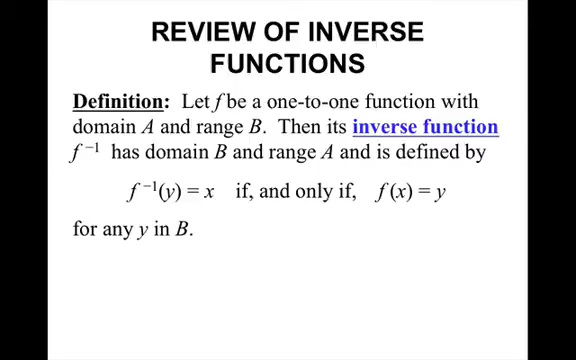 REVIEW OF INVERSE
FUNCTIONS
Definition: Let f be a one-to-one function with
domain A and range B. Then its inverse function
f ⁻¹ has domain B and range A and is defined by
f ⁻¹(y) = x if, and only if, f (x) = y
for any y in B.